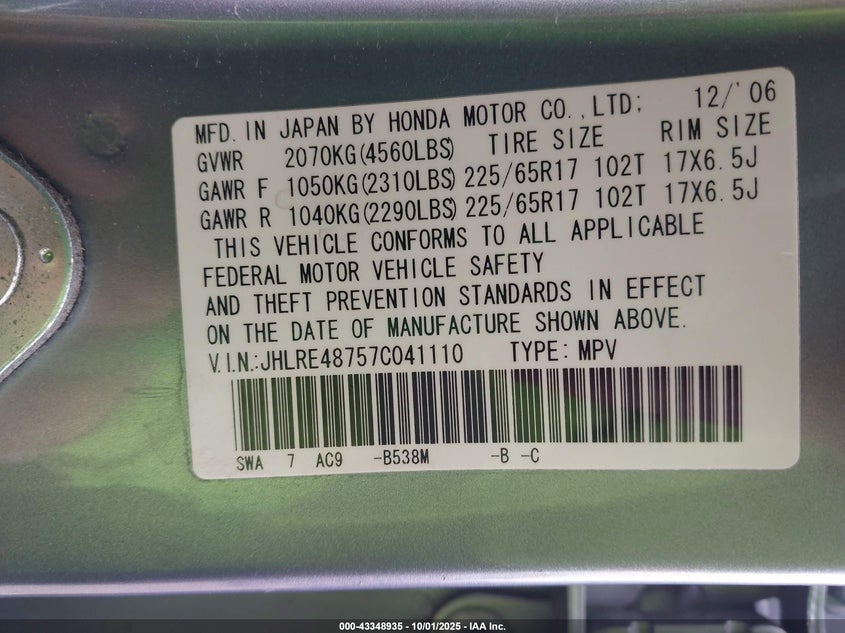 MFD. IN JAPAN BY HONDA MOTOR CO.,LTD; 12/'06
GVWR 2070KG(4560LBS) TIRE SIZE RIM SIZE
GAWR F 1050KG(2310LBS) 225/65R17 102T 17X6.5J
GAWR R 1040KG(2290LBS) 225/65R17 102T 17X6.5J
THIS VEHICLE CONFORMS TO ALL APPLICABLE
FEDERAL MOTOR VEHICLE SAFETY
AND THEFT PREVENTION STANDARDS IN EFFECT
ON THE DATE OF MANUFACTURE SHOWN ABOVE.
V.I.N.:JHLRE48757C041110 TYPE: MPV
SWA 7 AC9 -B538M -B -C
000-43348935 - 10/01/2025 - IAA Inc.